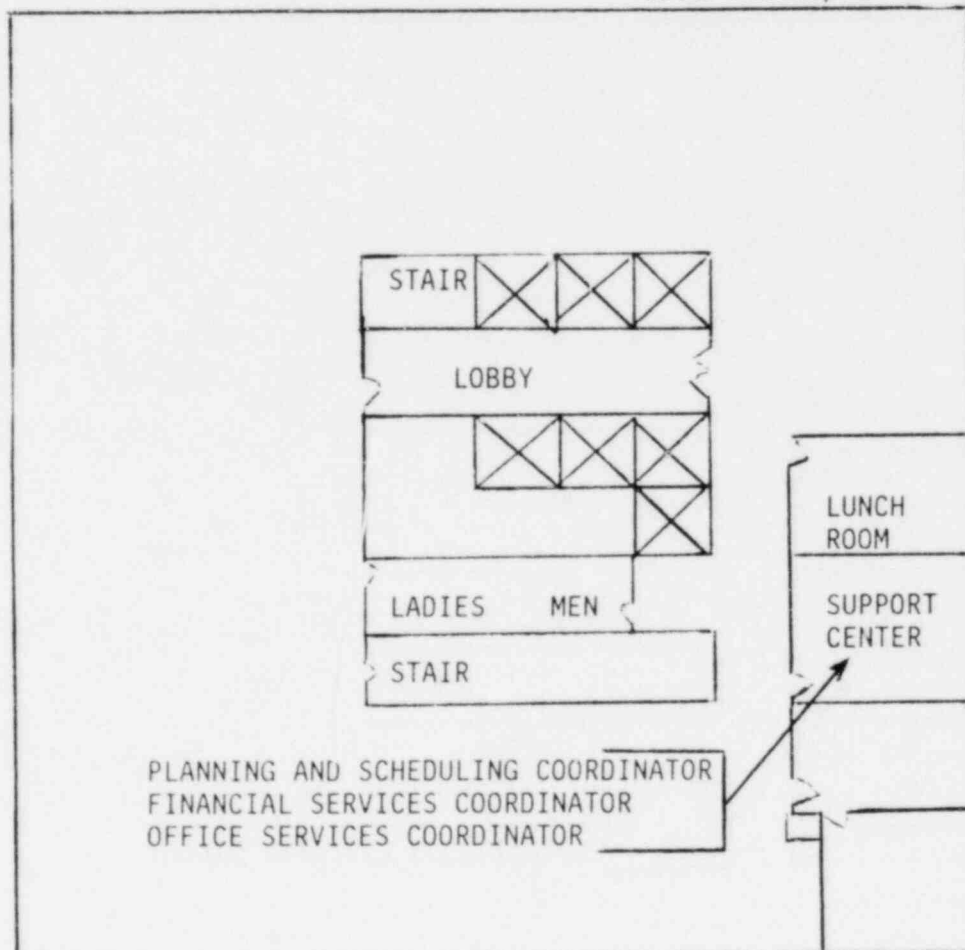 STAIR
LOBBY
LUNCH
ROOM
LADIES MEN
SUPPORT
CENTER
STAIR
PLANNING AND SCHEDULING COORDINATOR
FINANCIAL SERVICES COORDINATOR
OFFICE SERVICES COORDINATOR